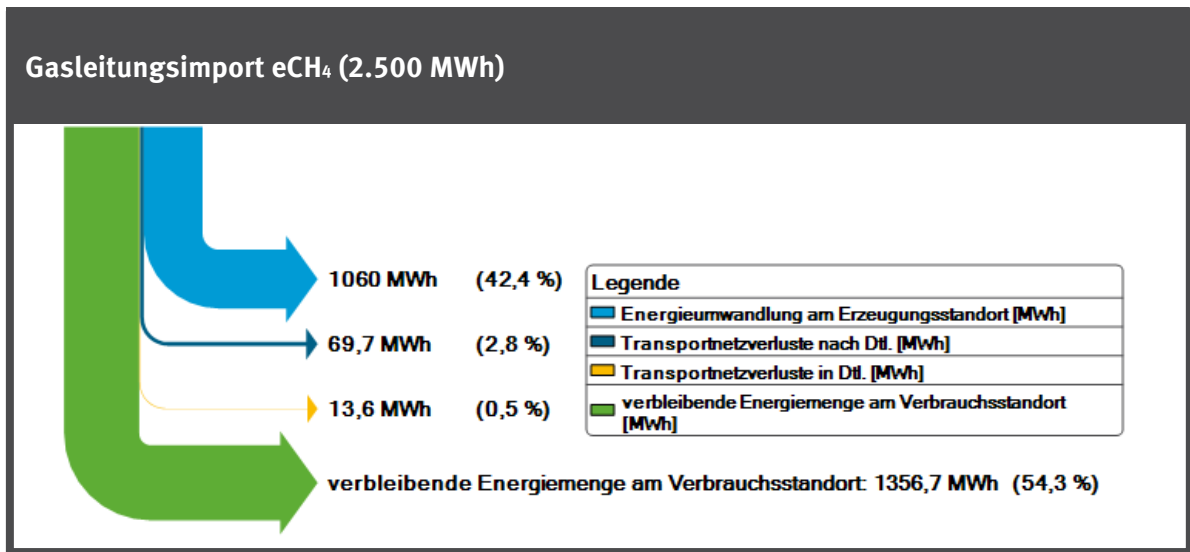 Gasleitungsimport eCH₄ (2.500 MWh)
1060 MWh (42,4 %)
69,7 MWh (2,8 %)
13,6 MWh (0,5 %)
Legende
Energieumwandlung am Erzeugungsstandort [MWh]
Transportnetzverluste nach Dtl. [MWh]
Transportnetzverluste in Dtl. [MWh]
verbleibende Energiemenge am Verbrauchsstandort
[MWh]
verbleibende Energiemenge am Verbrauchsstandort: 1356,7 MWh (54,3 %)